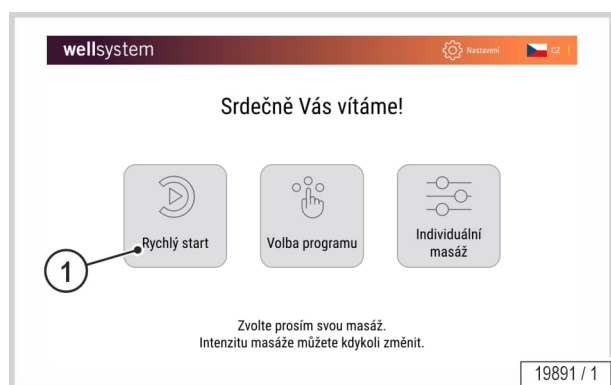 wellsystem
Nastavení
CZ !
Srdečně Vás vítáme!
Rychlý start
Volba programu
Individuální
masáž
1
Zvolte prosím svou masáž.
Intenzitu masáže můžete kdykoli změnit.
19891 / 1